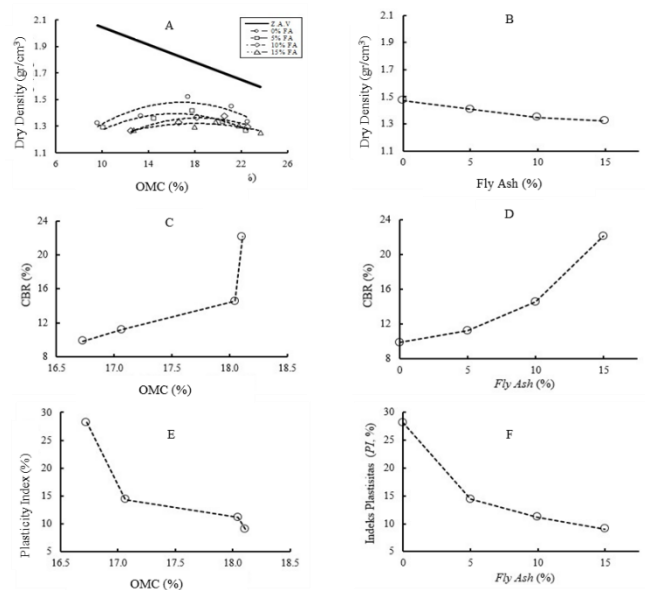 A
Dry Density (gr/cm³)
2.1
1.9
1.7
1.5
1.3
1.1
Z.A.V
0% FA
5% FA
10% FA
15% FA
6 10 14 18 22 26
%)
OMC (%)
B
Dry Density (gr/cm³)
2.1
1.9
1.7
1.5
1.3
1.1
0 5 10 15
Fly Ash (%)
C
CBR (%)
24
20
16
12
8
16.5 17.0 17.5 18.0 18.5
OMC (%)
D
CBR (%)
24
20
16
12
8
0 5 10 15
Fly Ash (%)
E
Plasticity Index (%)
30
25
20
15
10
5
16.5 17.0 17.5 18.0 18.5
OMC (%)
F
Indeks Plastisitas (PI, %)
30
25
20
15
10
5
0 5 10 15
Fly Ash (%)